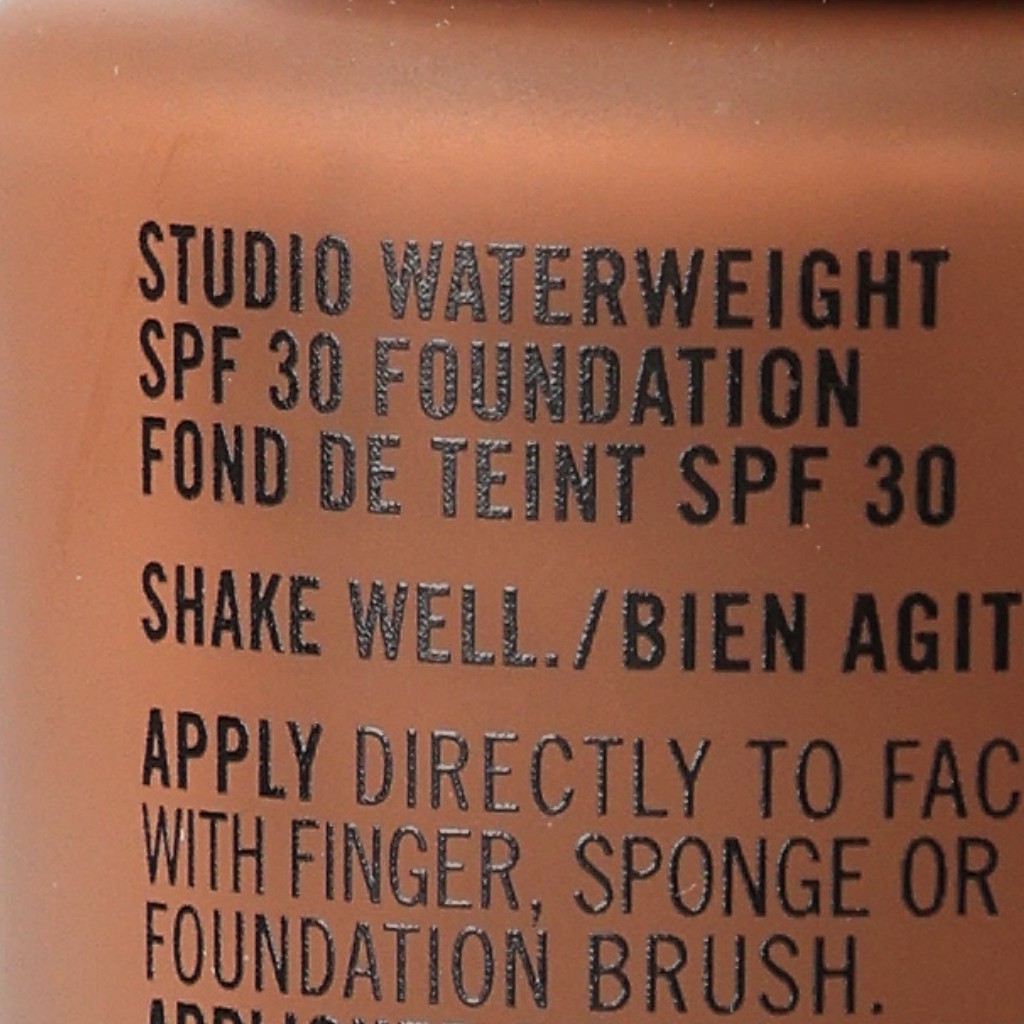 STUDIO WATERWEIGHT
SPF 30 FOUNDATION
FOND DE TEINT SPF 30
SHAKE WELL./BIEN AGIT
APPLY DIRECTLY TO FAC
WITH FINGER, SPONGE OR
FOUNDATION BRUSH.